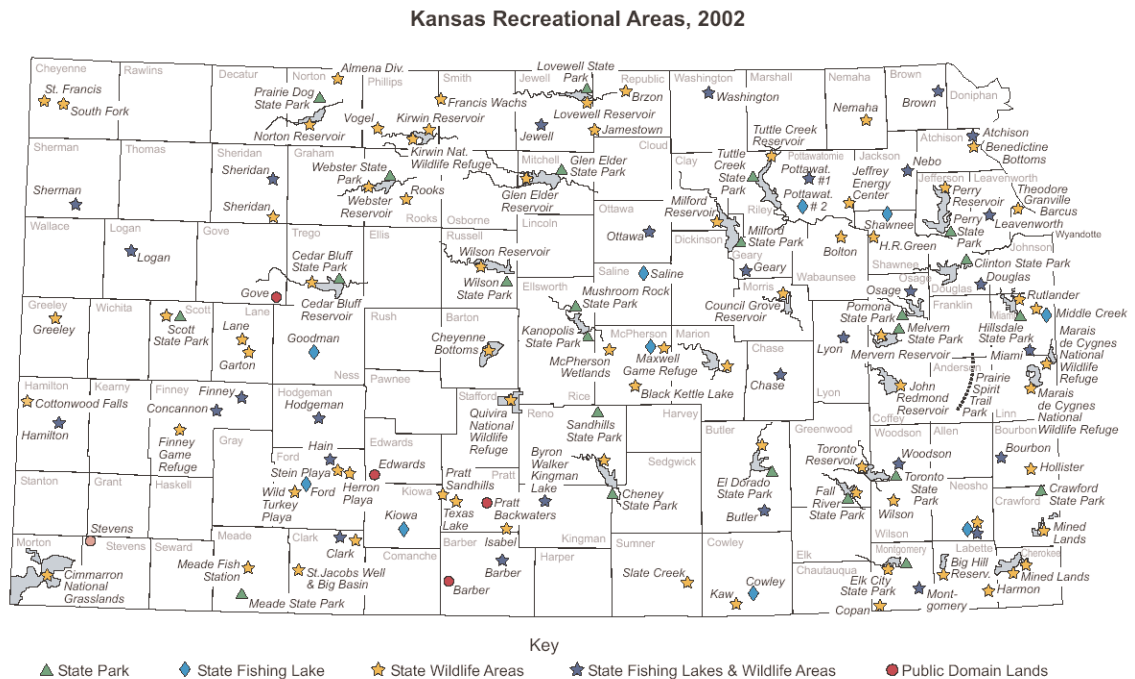 Kansas Recreational Areas, 2002
Cheyenne
Rawlins
Decatur
Norton
Almena Div.
Phillips
Smith
Jewell
Lovewell State
Park
Republic
Washington
Marshall
Nemaha
Brown
Doniphan
St. Francis
South Fork
Prairie Dog
State Park
Norton Reservoir
Vogel
Kirwin Reservoir
Francis Wachs
Kirwin Nat.
Wildlife Refuge
Jewell
Lovewell Reservoir
Brzon
Jamestown
Washington
Nemaha
Brown
Atchison
Atchison
Benedictine
Bottoms
Sherman
Thomas
Sheridan
Sheridan
Sheridan
Graham
Webster State
Park
Webster
Reservoir
Rooks
Rooks
Osborne
Mitchell
Glen Elder
State Park
Glen Elder
Reservoir
Cloud
Clay
Tuttle Creek
Reservoir
Tuttle
Creek
State
Park
Riley
Pottawatomie
Pottawat.
#1
Pottawat.
# 2
Jackson
Jeffrey
Energy
Center
Nebo
Jefferson
Perry
Reservoir
Perry
State
Park
Leavenworth
Leavenworth
Theodore
Granville
Barcus
Wyandotte
Sherman
Wallace
Logan
Logan
Gove
Gove
Trego
Cedar Bluff
State Park
Cedar Bluff
Reservoir
Ellis
Russell
Wilson Reservoir
Wilson
State Park
Lincoln
Ottawa
Ottawa
Saline
Saline
Dickinson
Milford
Reservoir
Milford
State Park
Geary
Geary
Wabaunsee
Bolton
Shawnee
H.R.Green
Shawnee
Osage
Osage
Douglas
Douglas
Clinton State Park
Johnson
Greeley
Greeley
Wichita
Scott
Scott
State Park
Lane
Lane
Garton
Goodman
Ness
Rush
Barton
Cheyenne
Bottoms
Ellsworth
Mushroom Rock
State Park
Kanopolis
State Park
McPherson
McPherson
Wetlands
Maxwell
Game Refuge
Black Kettle Lake
Rice
Marion
Morris
Council Grove
Reservoir
Chase
Chase
Lyon
Lyon
Pomona
State Park
Melvern
State Park
Mervern Reservoir
Franklin
Miami
Hillsdale
State Park
Miami
Rutlander
Middle Creek
Marais
de Cygnes
National
Wildlife
Refuge
Marais
de Cygnes
National
Wildlife Refuge
Anderson
Prairie
Spirit
Trail
Park
Linn
John
Redmond
Reservoir
Coffey
Hamilton
Cottonwood Falls
Hamilton
Kearny
Finney
Finney
Concannon
Finney
Game
Refuge
Hodgeman
Hodgeman
Pawnee
Stafford
Quivira
National
Wildlife
Refuge
Reno
Sandhills
State Park
Harvey
Butler
El Dorado
State Park
Butler
Greenwood
Toronto
Reservoir
Toronto
State
Park
Fall
River
State Park
Woodson
Woodson
Allen
Bourbon
Bourbon
Hollister
Stanton
Grant
Haskell
Gray
Ford
Hain
Stein Playa
Wild
Turkey
Playa
Ford
Herron
Playa
Edwards
Edwards
Kiowa
Kiowa
Pratt
Sandhills
Texas
Lake
Pratt
Pratt
Backwaters
Isabel
Byron
Walker
Kingman
Lake
Kingman
Cheney
State Park
Sedgwick
Wilson
Wilson
Neosho
Crawford
Crawford
State Park
Mined
Lands
Morton
Cimmarron
National
Grasslands
Stevens
Stevens
Seward
Meade
Meade Fish
Station
Meade State Park
Clark
Clark
St.Jacobs Well
& Big Basin
Comanche
Barber
Barber
Barber
Harper
Sumner
Slate Creek
Cowley
Cowley
Kaw
Elk
Chautauqua
Montgomery
Elk City
State Park
Copan
Mont-
gomery
Labette
Big Hill
Reserv.
Cherokee
Mined Lands
Harmon
Key
State Park
State Fishing Lake
State Wildlife Areas
State Fishing Lakes & Wildlife Areas
Public Domain Lands